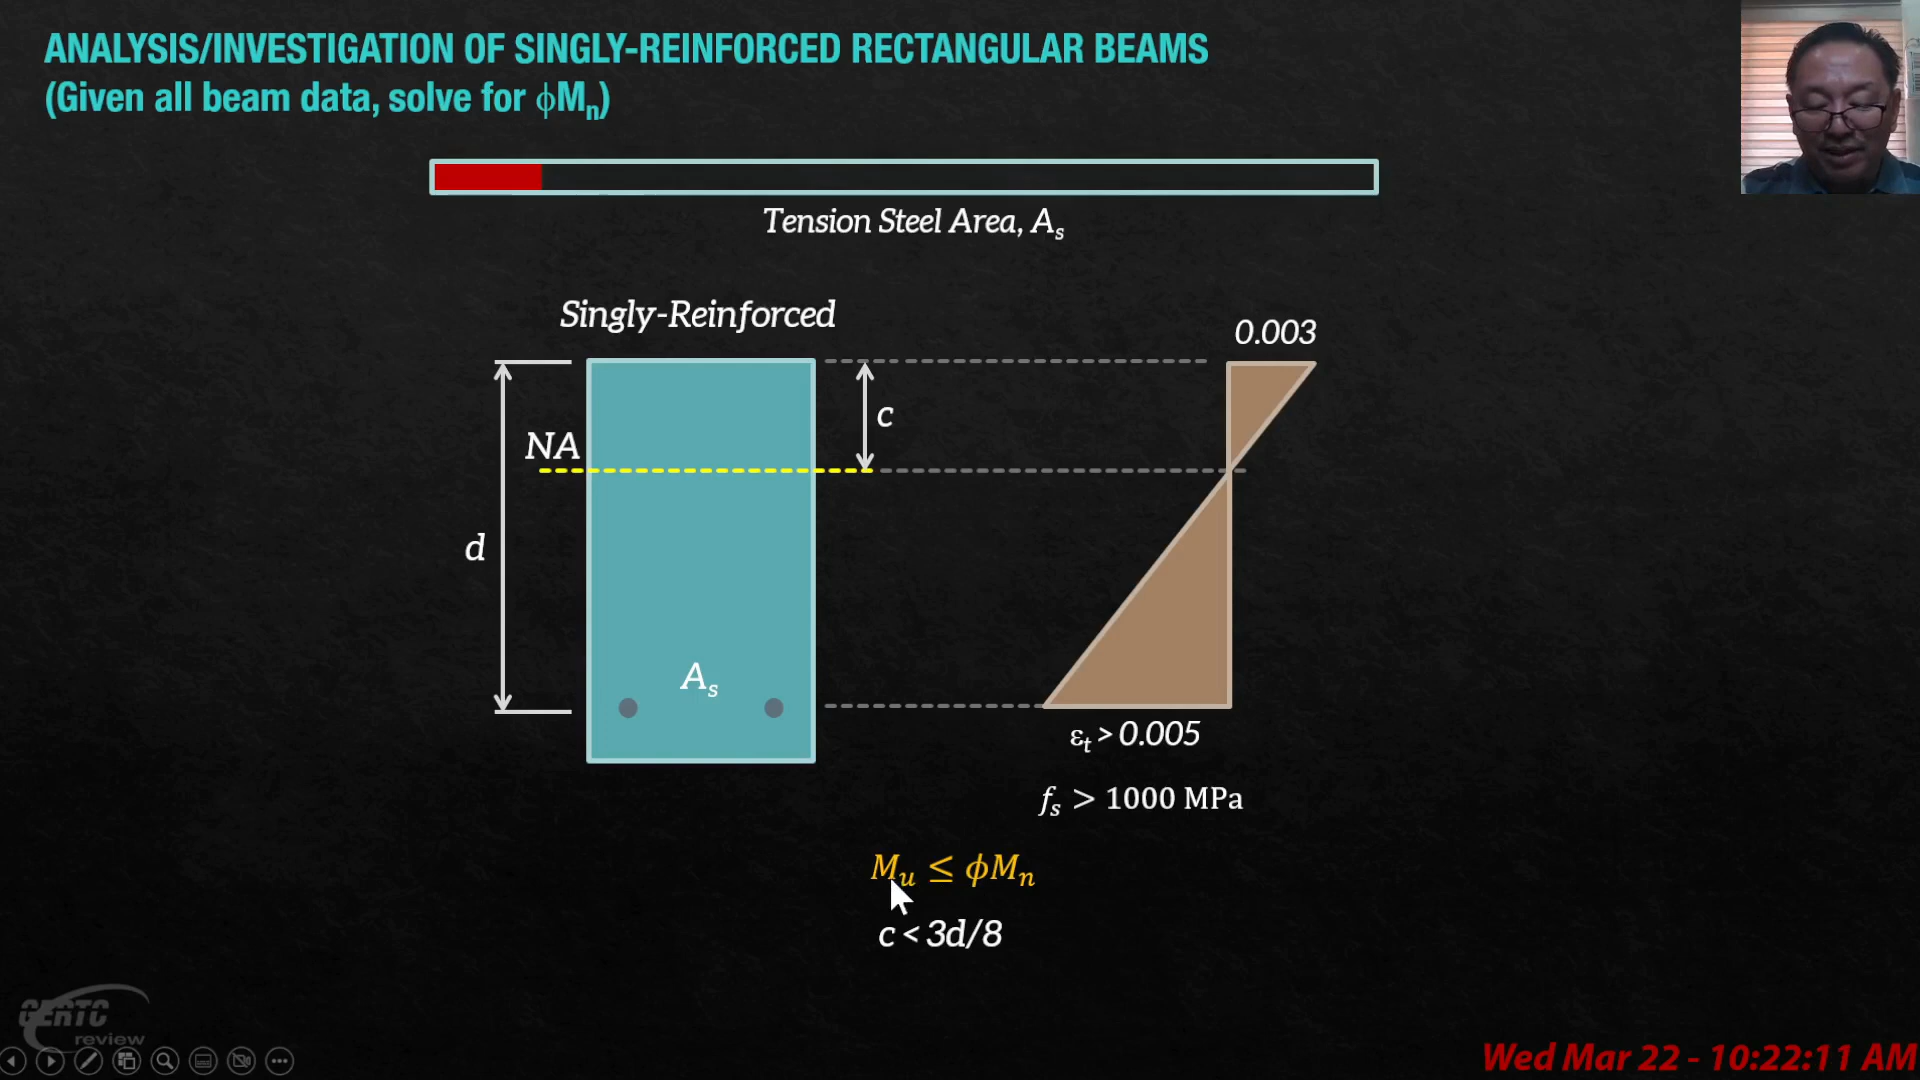 ANALYSIS/INVESTIGATION OF SINGLY-REINFORCED RECTANGULAR BEAMS
(Given all beam data, solve for ϕMₙ)
Tension Steel Area, Aₛ
Singly-Reinforced
0.003
c
NA
d
Aₛ
εₜ > 0.005
fₛ > 1000 MPa
Mᵤ ≤ ϕMₙ
c < 3d/8
GERTC
review
Wed Mar 22 - 10:22:11 AM